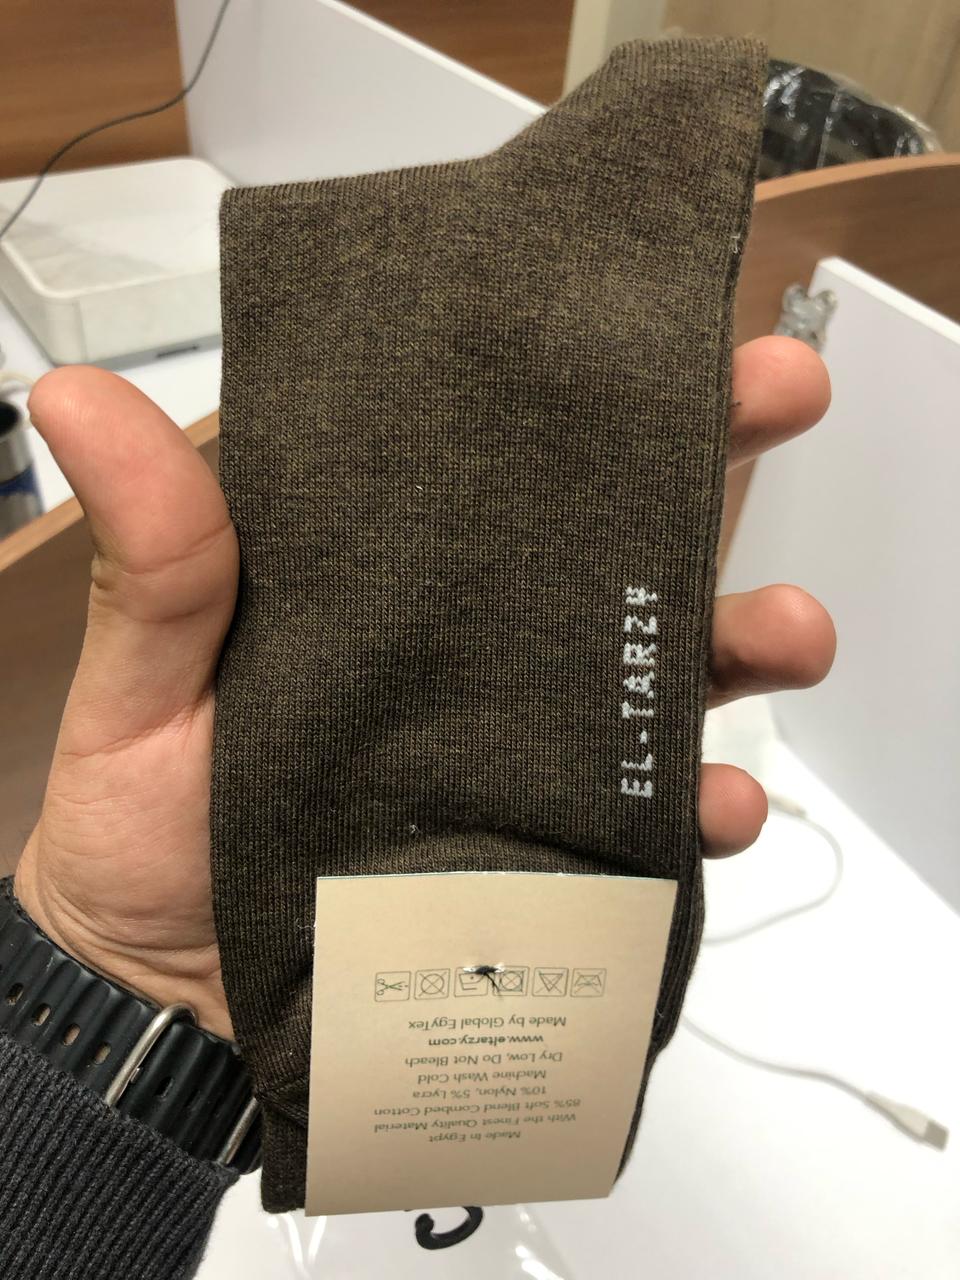 EL-TARZY
Made in Egypt
With the Finest Quality Material
85% Soft Blend Combed Cotton
10% Nylon, 5% Lycra
Machine Wash Cold
Dry Low, Do Not Bleach
www.eltarzy.com
Made by Global EgyTex